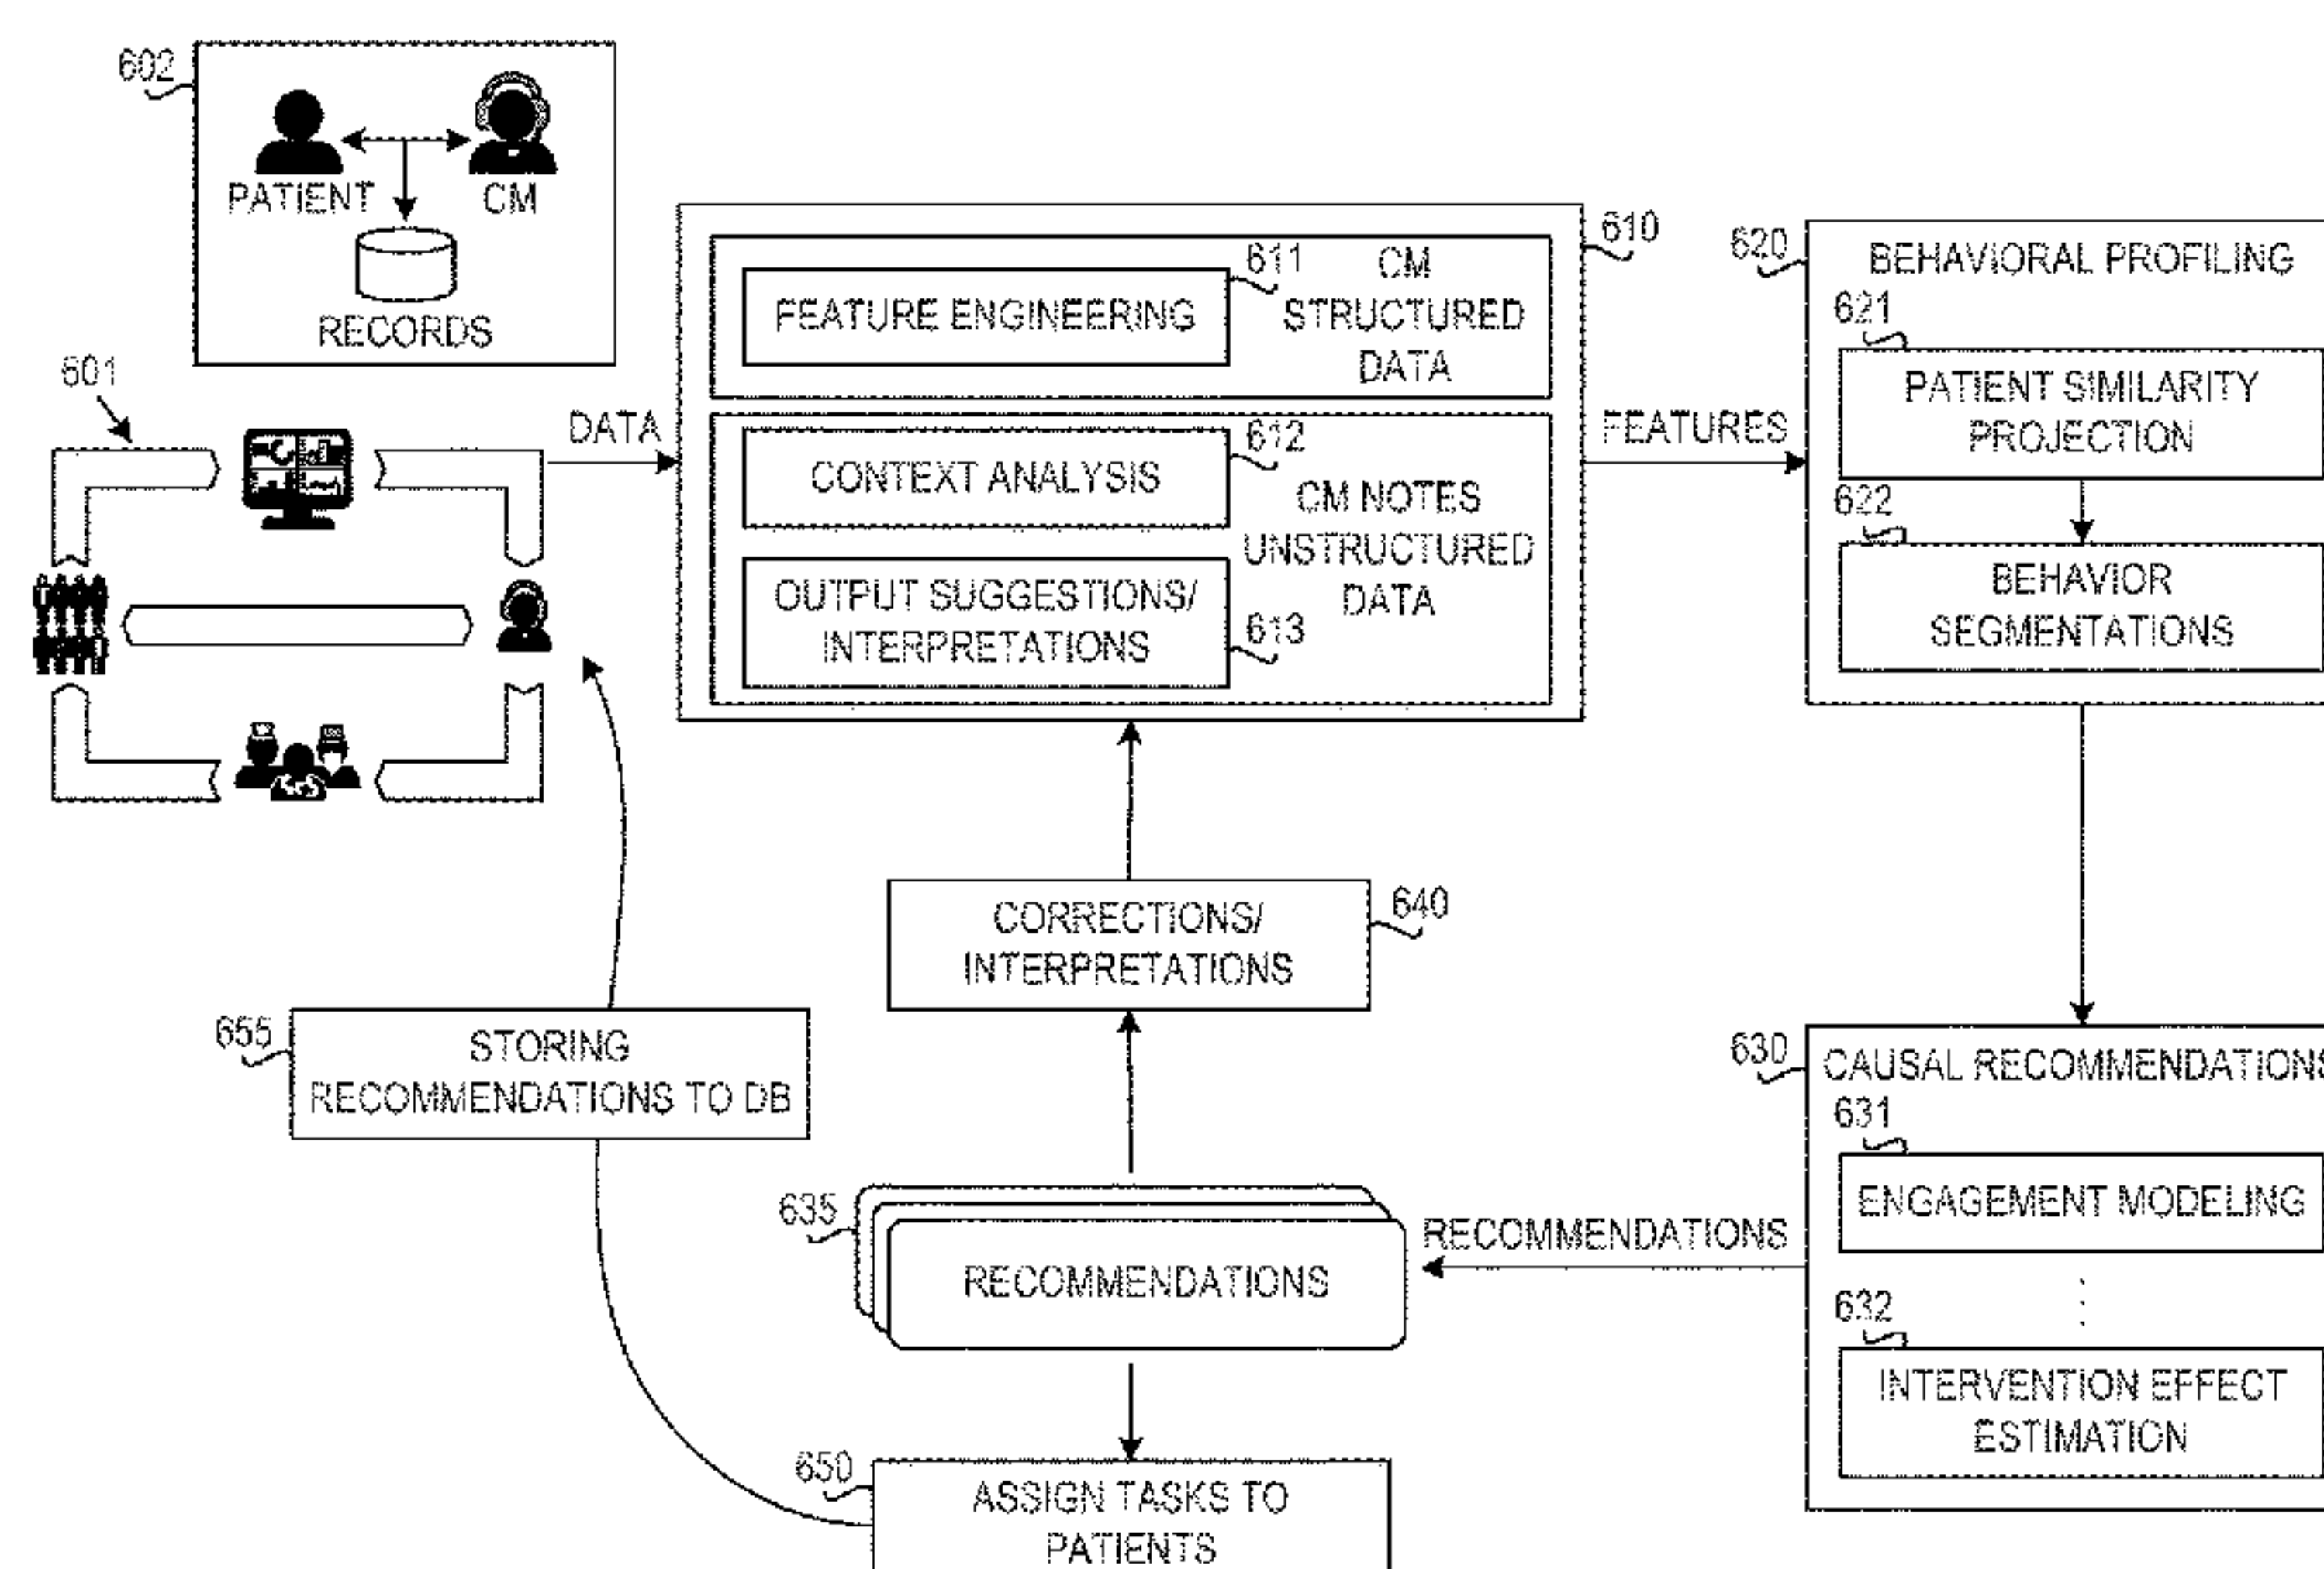 602
PATIENT
CM
RECORDS
601
DATA
610
611
FEATURE ENGINEERING
CM
STRUCTURED
DATA
612
CONTEXT ANALYSIS
CM NOTES
UNSTRUCTURED
DATA
OUTPUT SUGGESTIONS/
INTERPRETATIONS
613
FEATURES
620
BEHAVIORAL PROFILING
621
PATIENT SIMILARITY
PROJECTION
622
BEHAVIOR
SEGMENTATIONS
CORRECTIONS/
INTERPRETATIONS
640
655
STORING
RECOMMENDATIONS TO DB
630
CAUSAL RECOMMENDATIONS
631
ENGAGEMENT MODELING
632
INTERVENTION EFFECT
ESTIMATION
RECOMMENDATIONS
635
RECOMMENDATIONS
650
ASSIGN TASKS TO
PATIENTS